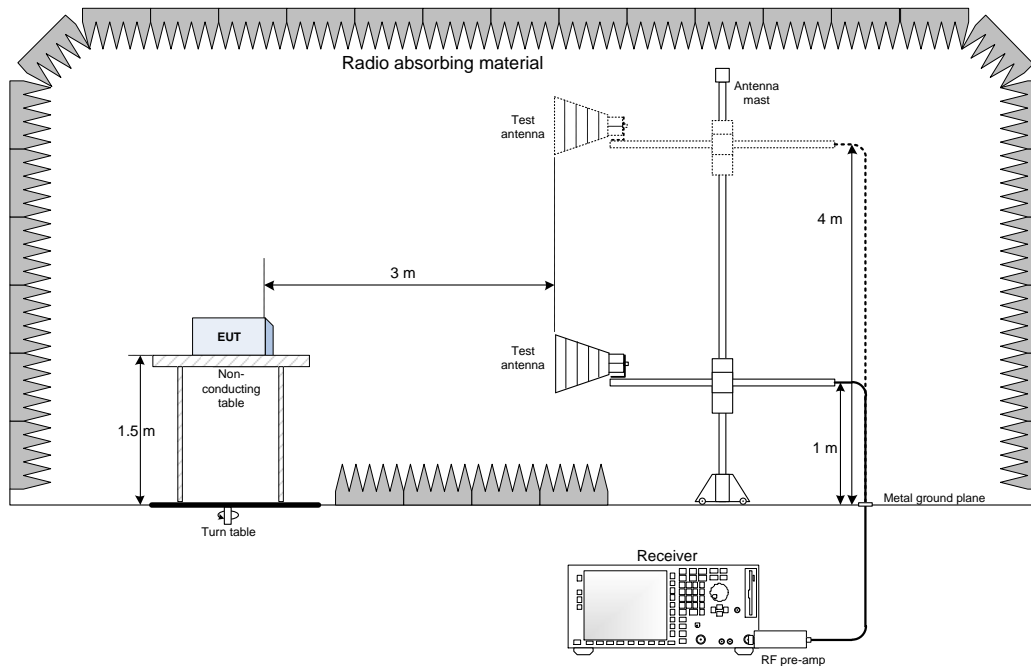 Radio absorbing material
Antenna
mast
Test
antenna
4 m
3 m
EUT
Test
antenna
Non-
conducting
table
1.5 m
1 m
Metal ground plane
Turn table
Receiver
RF pre-amp